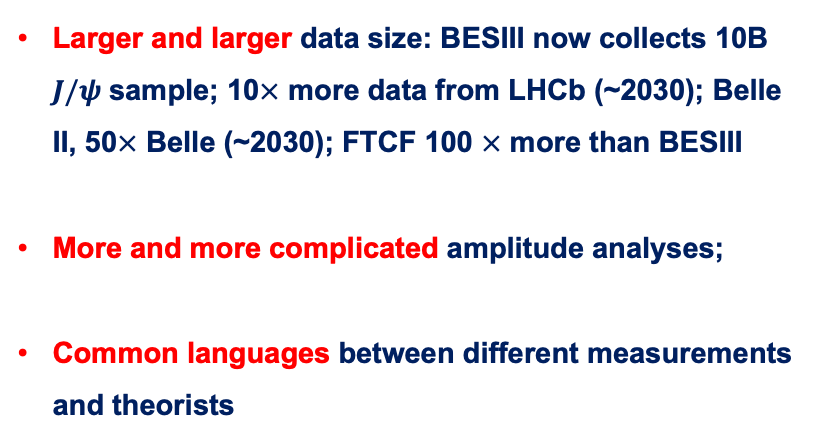 • Larger and larger data size: BESIII now collects 10B
J/ψ sample; 10× more data from LHCb (~2030); Belle
II, 50× Belle (~2030); FTCF 100 × more than BESIII
• More and more complicated amplitude analyses;
• Common languages between different measurements
and theorists